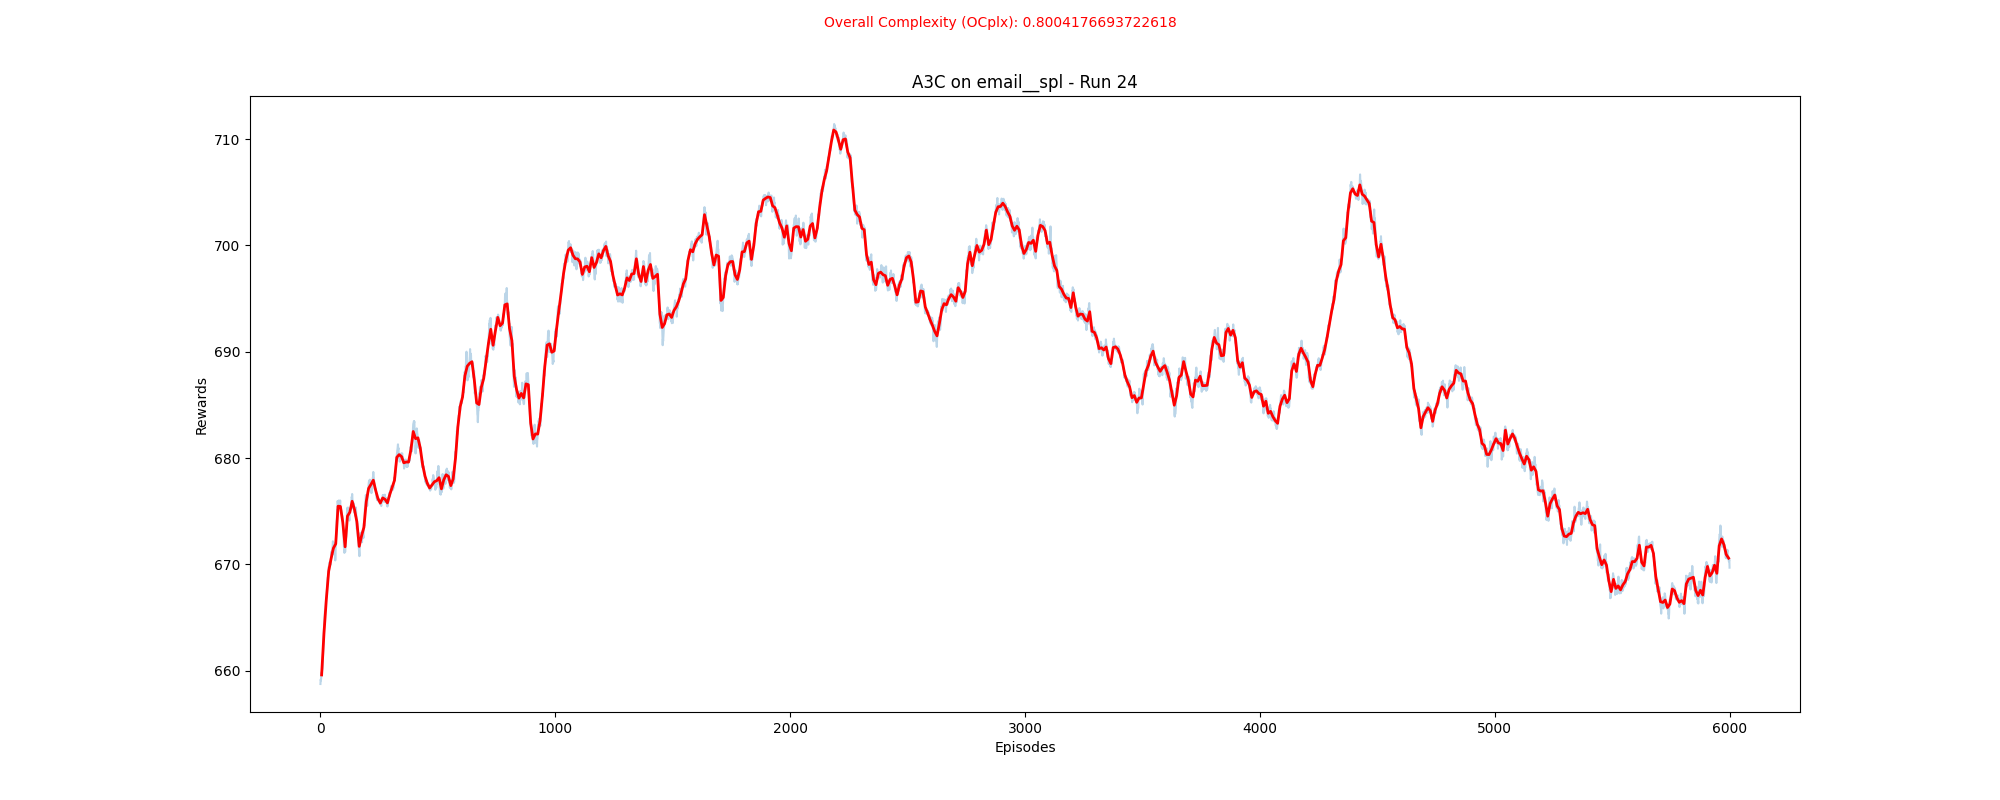 Overall Complexity (OCplx): 0.8004176693722618
A3C on email__spl - Run 24
Rewards
710
700
690
680
670
660
0 1000 2000 3000 4000 5000 6000
Episodes